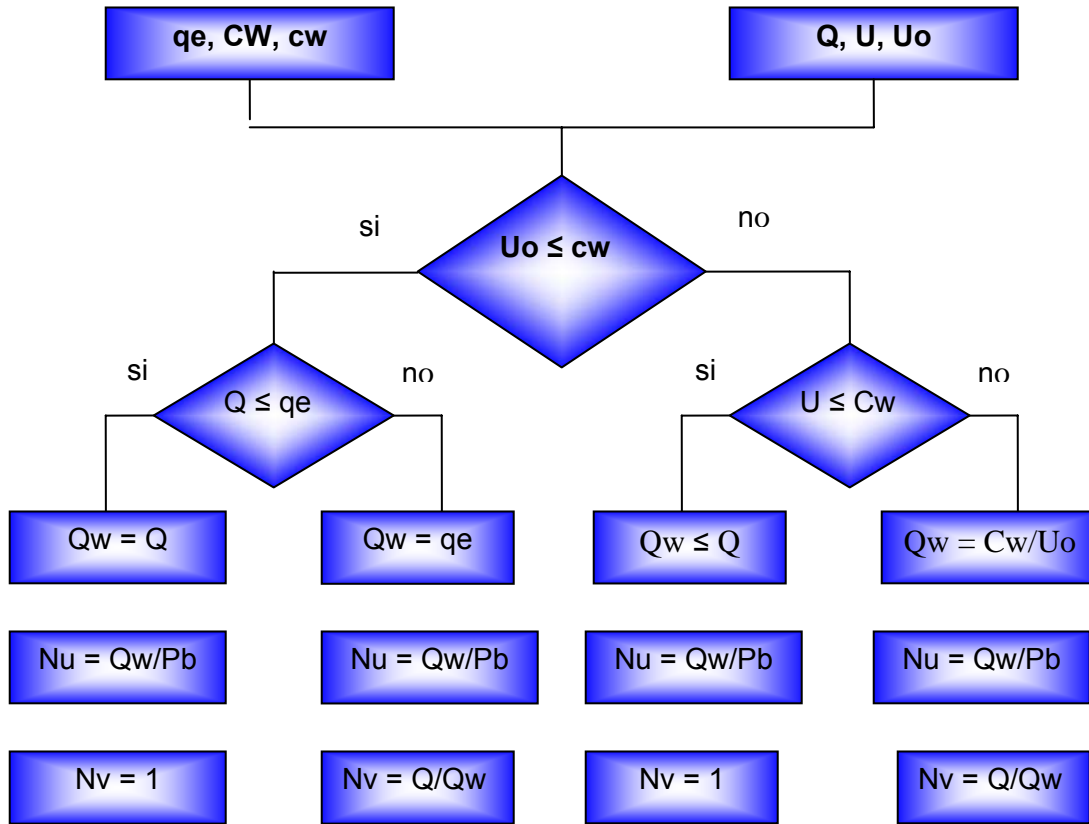 qe, CW, cw
Q, U, Uo
si
no
Uo ≤ cw
si
no
si
no
Q ≤ qe
U ≤ Cw
Qw = Q
Qw = qe
Qw ≤ Q
Qw = Cw/Uo
Nu = Qw/Pb
Nu = Qw/Pb
Nu = Qw/Pb
Nu = Qw/Pb
Nv = 1
Nv = Q/Qw
Nv = 1
Nv = Q/Qw